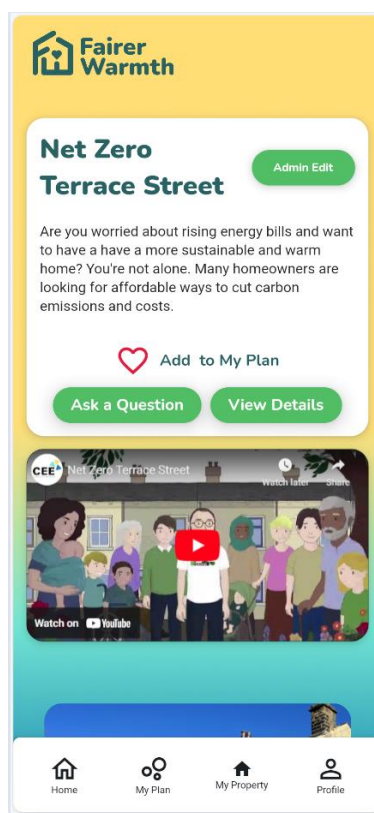 Fairer
Warmth
Net Zero
Terrace Street
Admin Edit
Are you worried about rising energy bills and want
to have a have a more sustainable and warm
home? You're not alone. Many homeowners are
looking for affordable ways to cut carbon
emissions and costs.
Add to My Plan
Ask a Question
View Details
CEE
Net Zero Terrace Street
Watch later
Share
Watch on YouTube
Home
My Plan
My Property
Profile